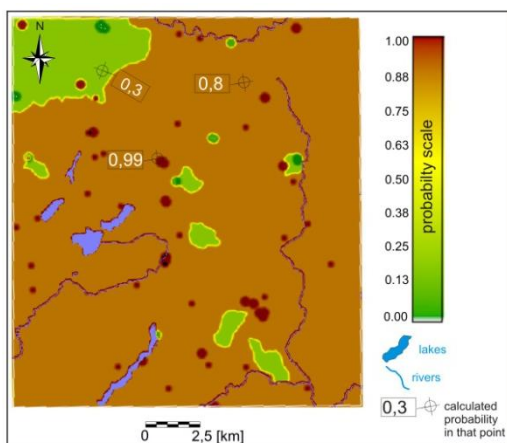 N
0,3
0,8
0,99
0
2,5 [km]
1.00
0.88
0.75
0.63
0.50
0.38
0.25
0.13
0.00
probabilty scale
lakes
rivers
0,3
calculated
probability
in that point